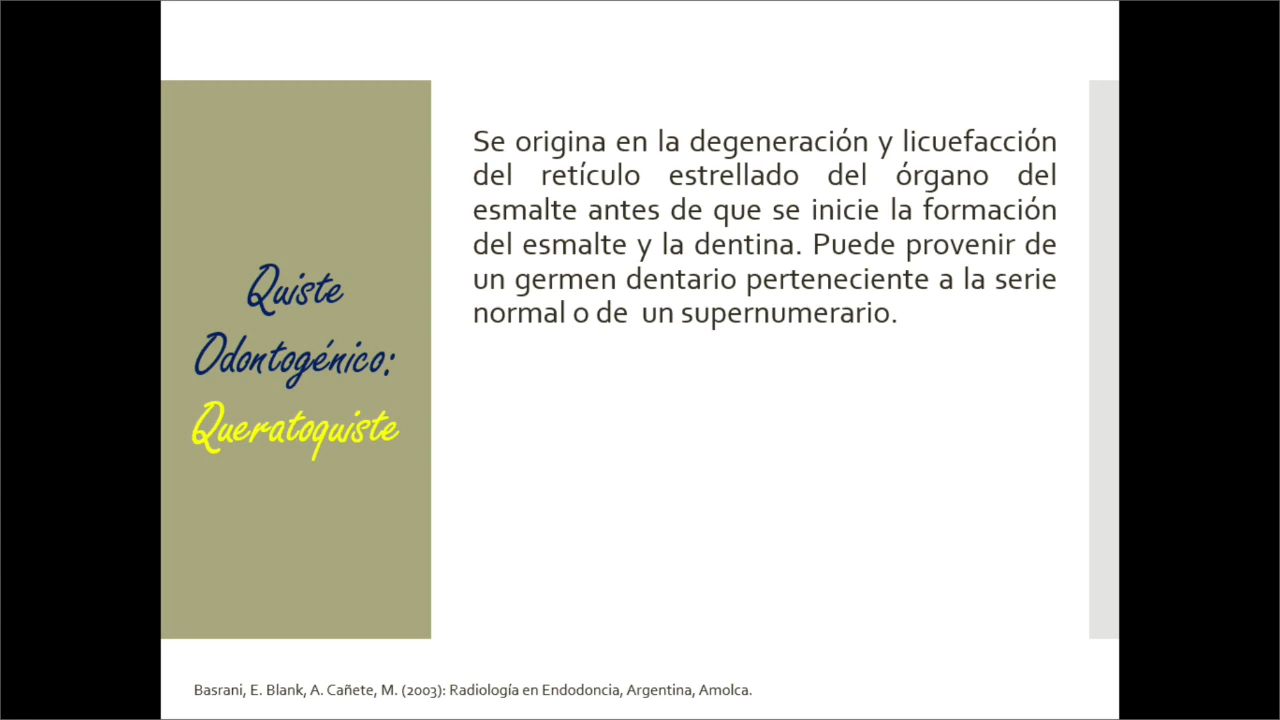 Quiste
Odontogénico:
Queratoquiste
Se origina en la degeneración y licuefacción
del retículo estrellado del órgano del
esmalte antes de que se inicie la formación
del esmalte y la dentina. Puede provenir de
un germen dentario perteneciente a la serie
normal o de un supernumerario.
Basrani, E. Blank, A. Cañete, M. (2003): Radiología en Endodoncia, Argentina, Amolca.